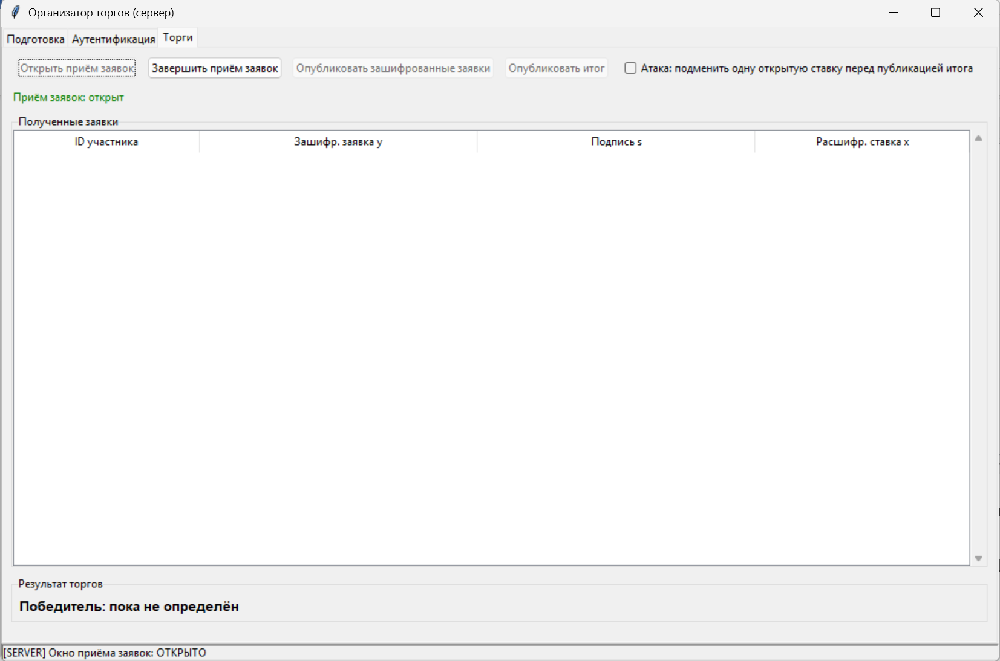 Организатор торгов (сервер)
Подготовка Аутентификация Торги
Открыть приём заявок Завершить приём заявок Опубликовать зашифрованные заявки Опубликовать итог Атака: подменить одну открытую ставку перед публикацией итога
Приём заявок: открыт
Полученные заявки
ID участника Зашифр. заявка y Подпись s Расшифр. ставка x
Результат торгов
Победитель: пока не определён
[SERVER] Окно приёма заявок: ОТКРЫТО